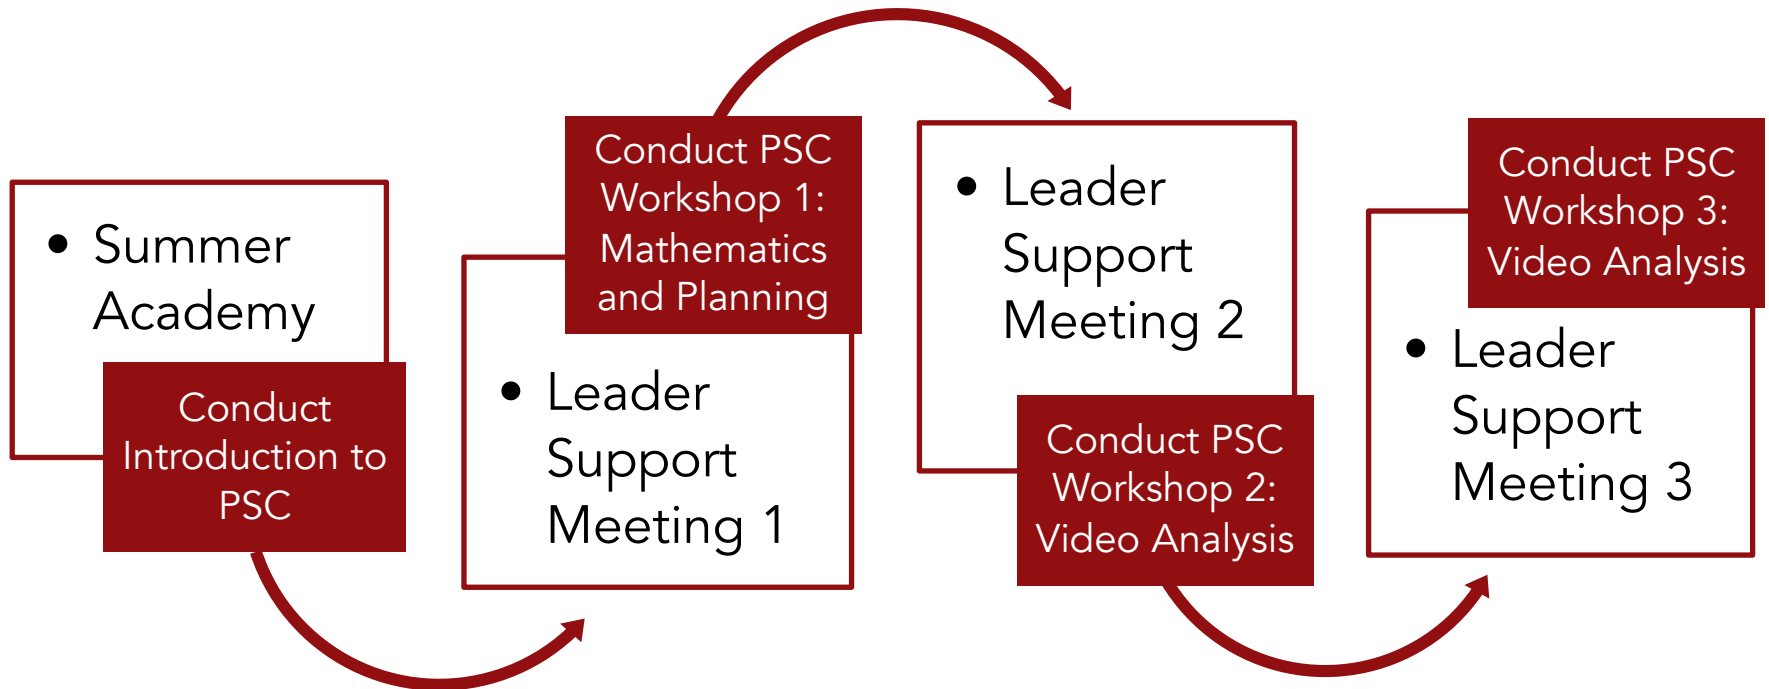 • Summer
Academy
Conduct
Introduction to
PSC
Conduct PSC
Workshop 1:
Mathematics
and Planning
• Leader
Support
Meeting 1
• Leader
Support
Meeting 2
Conduct PSC
Workshop 2:
Video Analysis
Conduct PSC
Workshop 3:
Video Analysis
• Leader
Support
Meeting 3